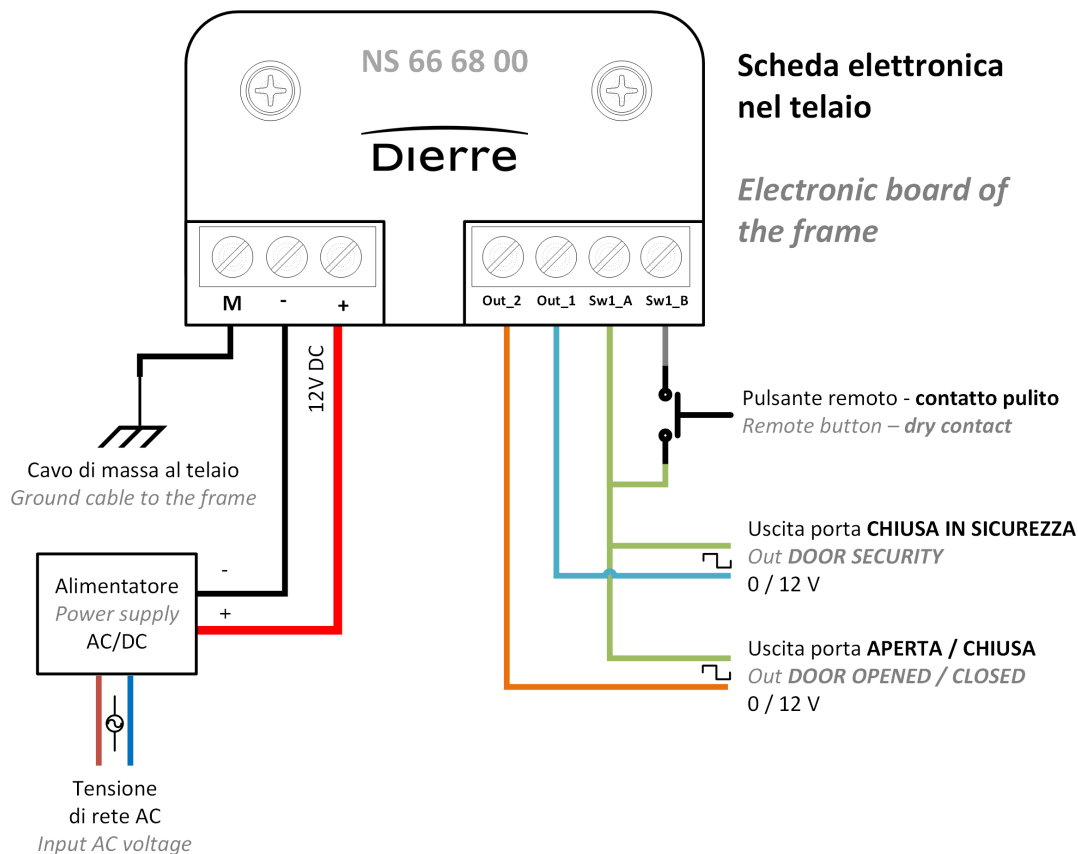 NS 66 68 00
Dierre
Scheda elettronica
nel telaio
Electronic board of
the frame
M - +
Out_2 Out_1 Sw1_A Sw1_B
12V DC
Pulsante remoto - contatto pulito
Remote button – dry contact
Cavo di massa al telaio
Ground cable to the frame
Uscita porta CHIUSA IN SICUREZZA
Out DOOR SECURITY
0 / 12 V
Alimentatore
Power supply
AC/DC
-
+
Uscita porta APERTA / CHIUSA
Out DOOR OPENED / CLOSED
0 / 12 V
Tensione
di rete AC
Input AC voltage